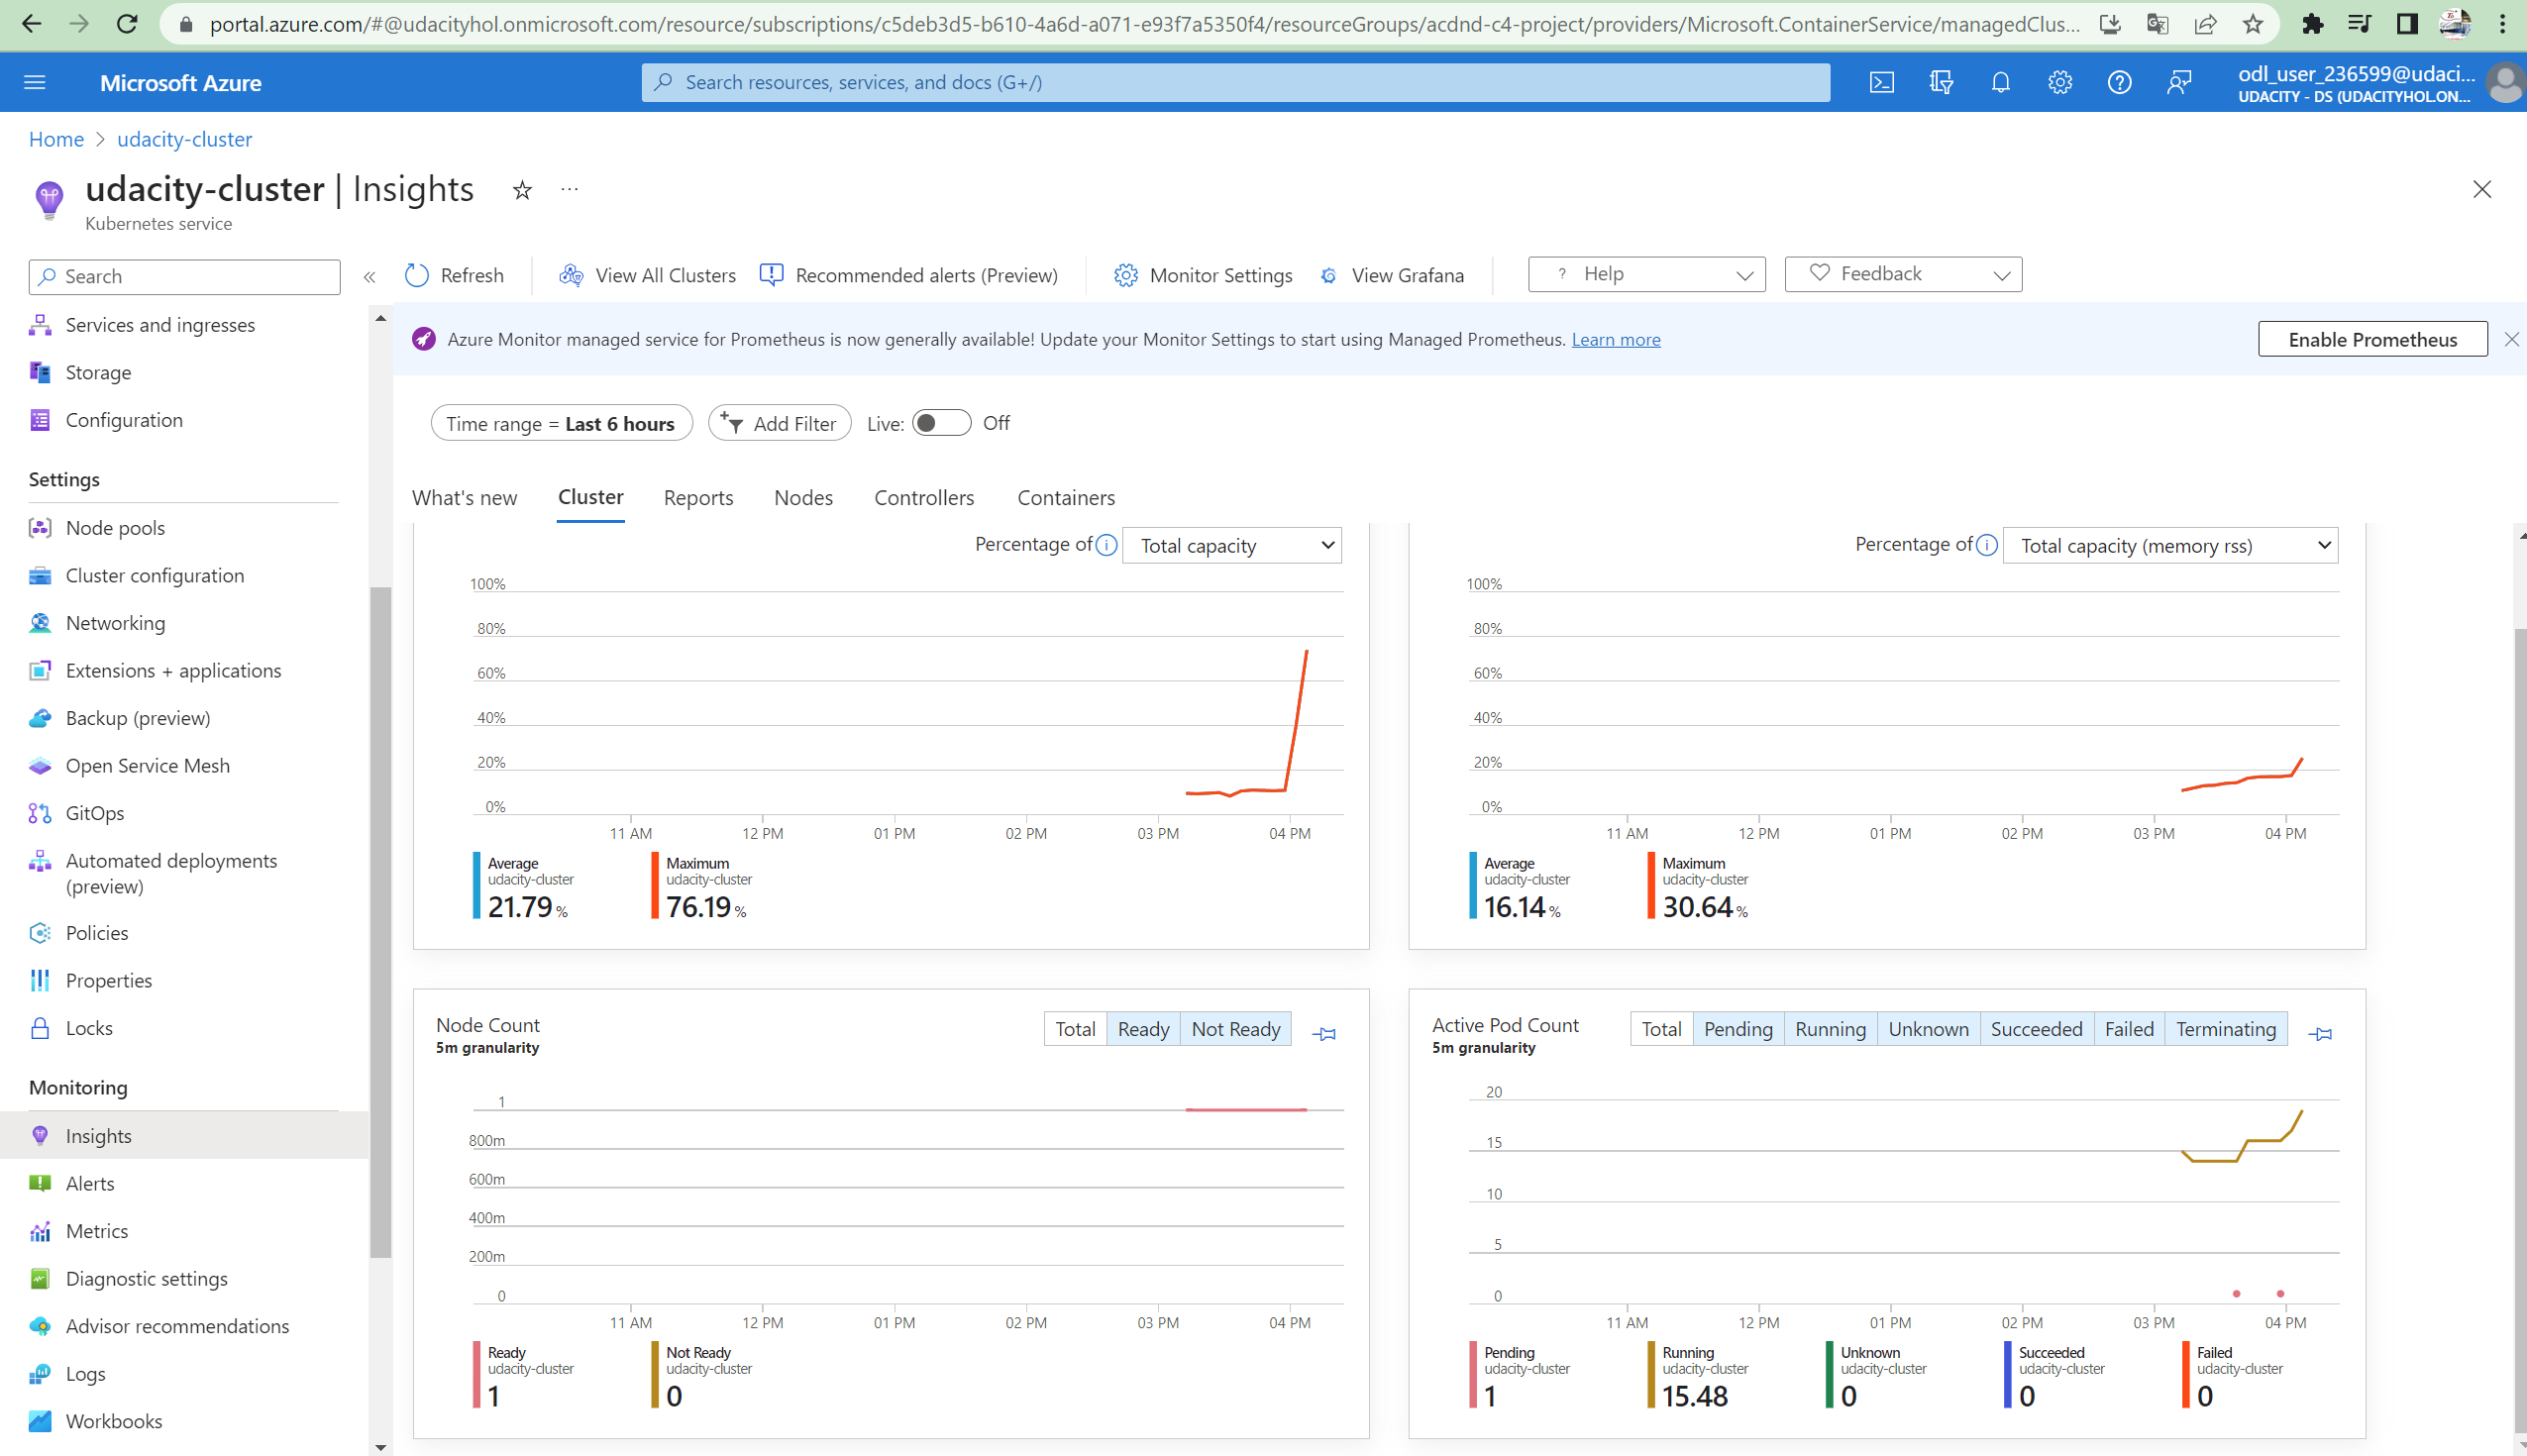 portal.azure.com/#@udacityhol.onmicrosoft.com/resource/subscriptions/c5deb3d5-b610-4a6d-a071-e93f7a5350f4/resourceGroups/acdnd-c4-project/providers/Microsoft.ContainerService/managedClus...
Microsoft Azure
Search resources, services, and docs (G+/)
odl_user_236599@udaci...
UDACITY - DS (UDACITYHOL.ON...
Home > udacity-cluster
udacity-cluster | Insights
Kubernetes service
Search
Refresh
View All Clusters
Recommended alerts (Preview)
Monitor Settings
View Grafana
? Help
Feedback
Services and ingresses
Storage
Configuration
Settings
Node pools
Cluster configuration
Networking
Extensions + applications
Backup (preview)
Open Service Mesh
GitOps
Automated deployments
(preview)
Policies
Properties
Locks
Monitoring
Insights
Alerts
Metrics
Diagnostic settings
Advisor recommendations
Logs
Workbooks
Azure Monitor managed service for Prometheus is now generally available! Update your Monitor Settings to start using Managed Prometheus. Learn more
Enable Prometheus
Time range = Last 6 hours
Add Filter
Live: Off
What's new
Cluster
Reports
Nodes
Controllers
Containers
Percentage of Total capacity
100%
80%
60%
40%
20%
0%
11 AM 12 PM 01 PM 02 PM 03 PM 04 PM
Average
udacity-cluster
21.79 %
Maximum
udacity-cluster
76.19 %
Percentage of Total capacity (memory rss)
100%
80%
60%
40%
20%
0%
11 AM 12 PM 01 PM 02 PM 03 PM 04 PM
Average
udacity-cluster
16.14 %
Maximum
udacity-cluster
30.64 %
Node Count
5m granularity
Total Ready Not Ready
1
800m
600m
400m
200m
0
11 AM 12 PM 01 PM 02 PM 03 PM 04 PM
Ready
udacity-cluster
1
Not Ready
udacity-cluster
0
Active Pod Count
5m granularity
Total Pending Running Unknown Succeeded Failed Terminating
20
15
10
5
0
11 AM 12 PM 01 PM 02 PM 03 PM 04 PM
Pending
udacity-cluster
1
Running
udacity-cluster
15.48
Unknown
udacity-cluster
0
Succeeded
udacity-cluster
0
Failed
udacity-cluster
0